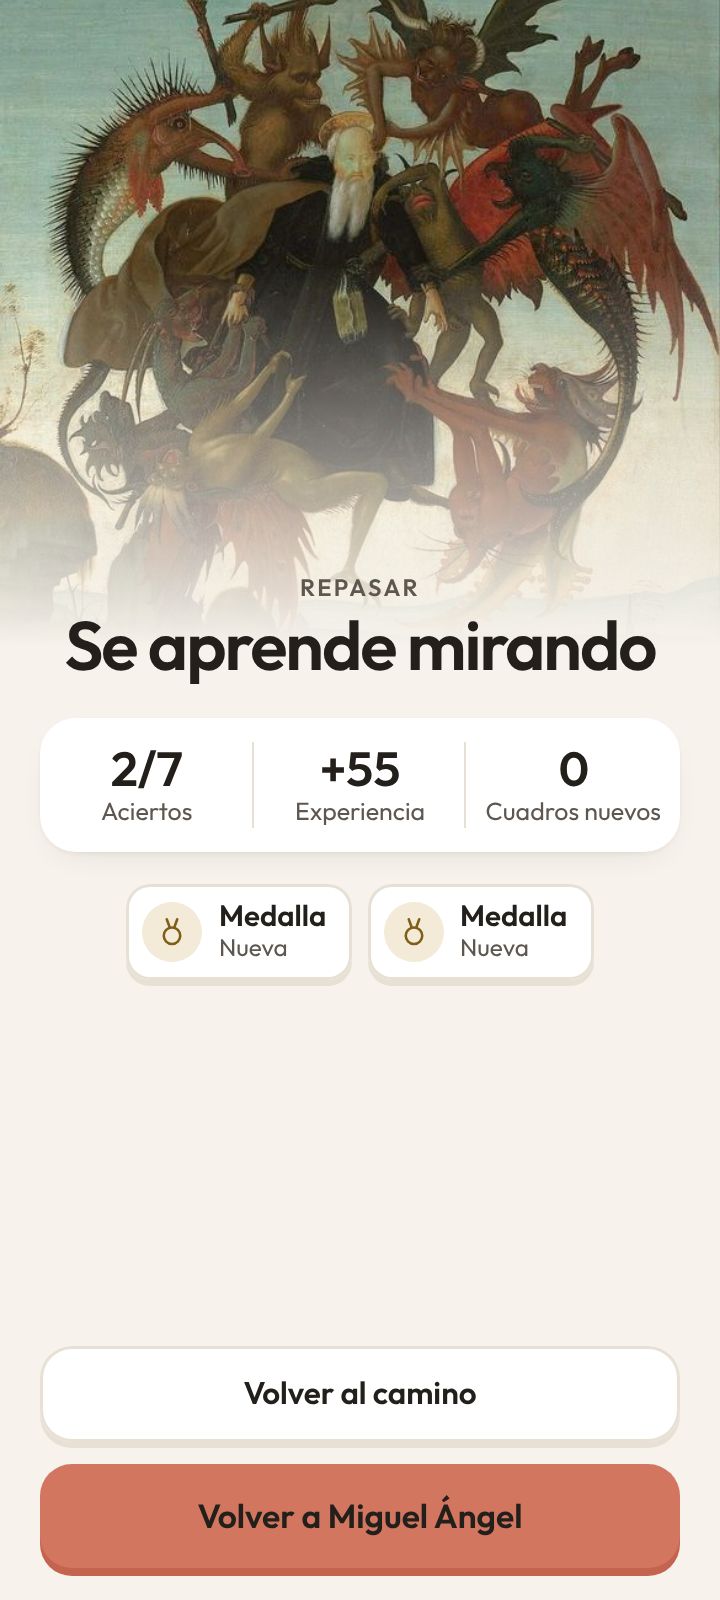 REPASAR
Se aprende mirando
2/7
Aciertos
+55
Experiencia
0
Cuadros nuevos
Medalla
Nueva
Medalla
Nueva
Volver al camino
Volver a Miguel Ángel